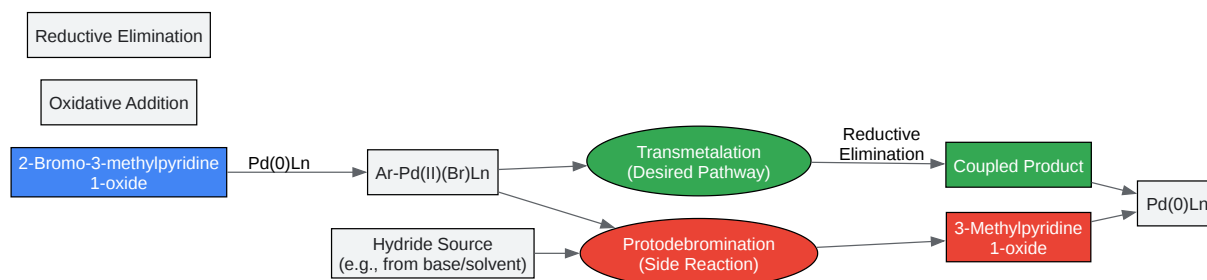 Reductive Elimination
Oxidative Addition
2-Bromo-3-methylpyridine
1-oxide
Pd(0)Ln
Ar-Pd(II)(Br)Ln
Hydride Source
(e.g., from base/solvent)
Transmetalation
(Desired Pathway)
Protodebromination
(Side Reaction)
Reductive
Elimination
Coupled Product
3-Methylpyridine
1-oxide
Pd(0)Ln